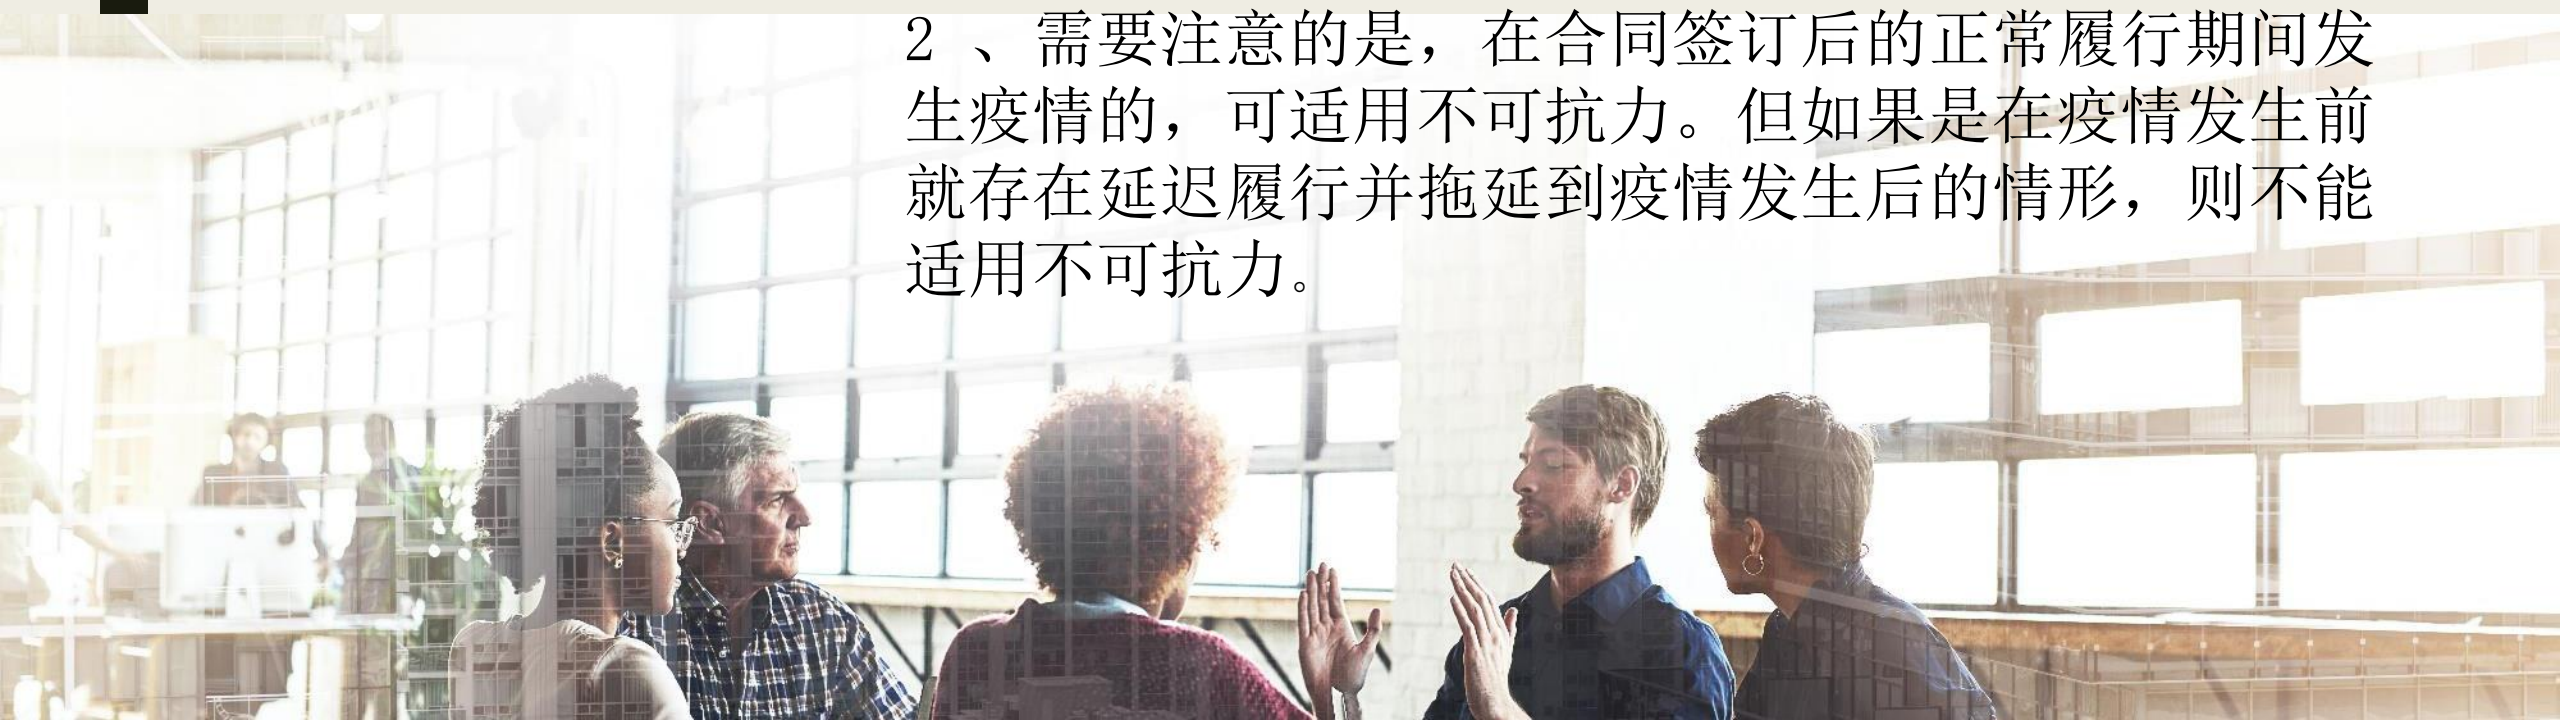 2 、需要注意的是，在合同签订后的正常履行期间发
生疫情的，可适用不可抗力。但如果是在疫情发生前
就存在延迟履行并拖延到疫情发生后的情形，则不能
适用不可抗力。